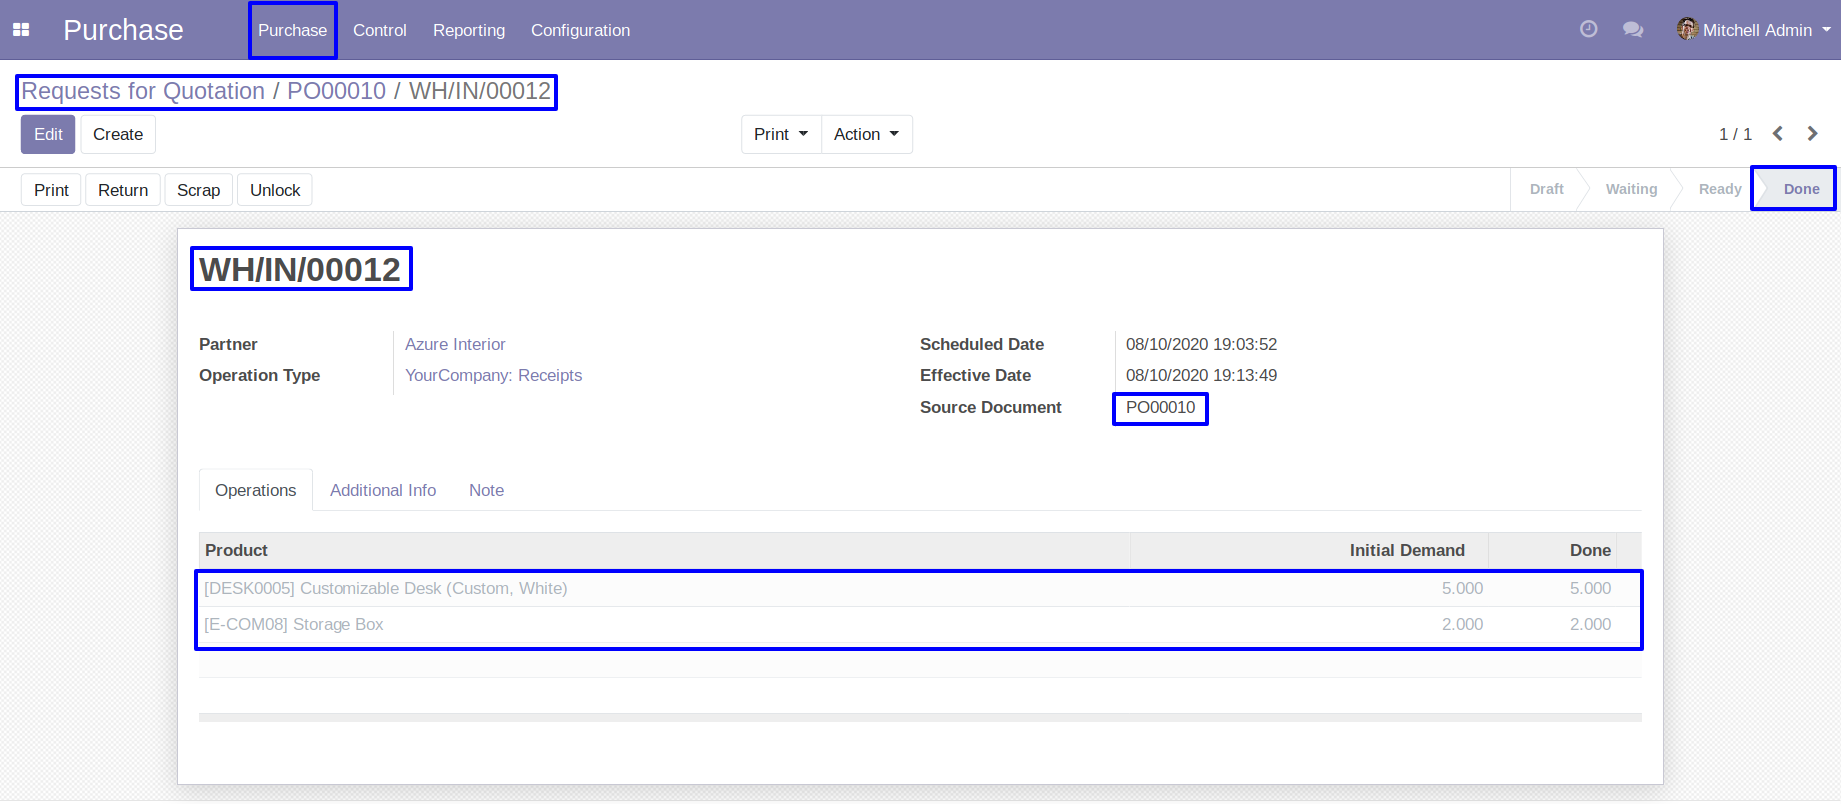 Purchase Purchase Control Reporting Configuration Mitchell Admin
Requests for Quotation / PO00010 / WH/IN/00012
Edit Create Print Action 1 / 1
Print Return Scrap Unlock Draft Waiting Ready Done
WH/IN/00012
Partner Azure Interior Scheduled Date 08/10/2020 19:03:52
Operation Type YourCompany: Receipts Effective Date 08/10/2020 19:13:49
Source Document PO00010
Operations Additional Info Note
Product Initial Demand Done
[DESK0005] Customizable Desk (Custom, White) 5.000 5.000
[E-COM08] Storage Box 2.000 2.000